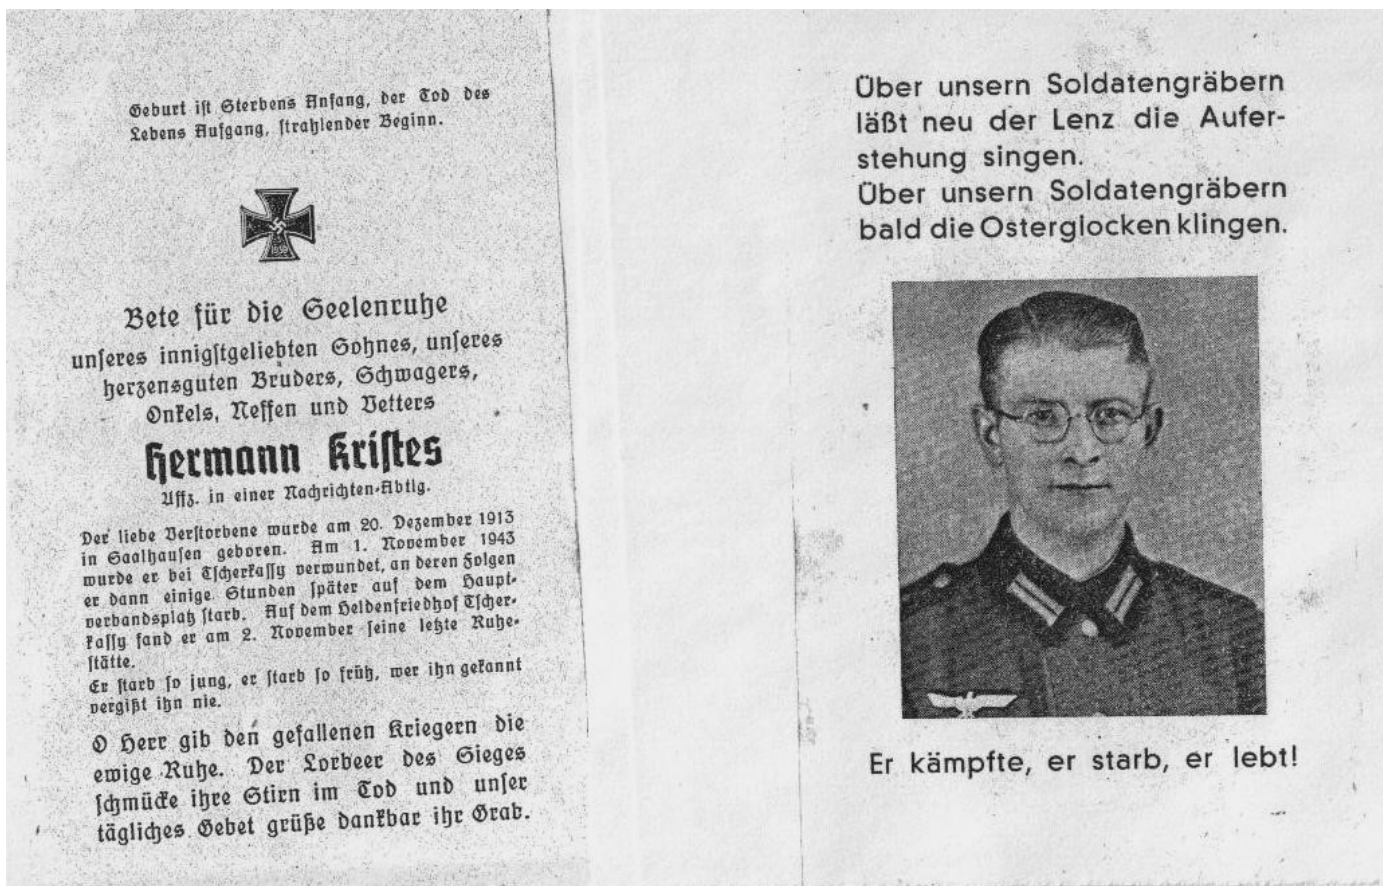 Geburt ist Sterbens Anfang, der Tod des
Lebens Aufgang, strahlender Beginn.
1939
Bete für die Seelenruhe
unseres innigstgeliebten Sohnes, unseres
herzensguten Bruders, Schwagers,
Onkels, Neffen und Vetters
Hermann Kristes
Uffz. in einer Nachrichten-Abtlg.
Der liebe Verstorbene wurde am 20. Dezember 1913
in Saalhausen geboren. Am 1. November 1943
wurde er bei Tscherkassy verwundet, an deren Folgen
er dann einige Stunden später auf dem Haupt-
verbandsplatz starb. Auf dem Heldenfriedhof Tscher-
kassy fand er am 2. November seine letzte Ruhe-
stätte.
Er starb so jung, er starb so früh, wer ihn gekannt
vergißt ihn nie.
O Herr gib den gefallenen Kriegern die
ewige Ruhe. Der Lorbeer des Sieges
schmücke ihre Stirn im Tod und unser
tägliches Gebet grüße dankbar ihr Grab.
Über unsern Soldatengräbern
läßt neu der Lenz die Aufer-
stehung singen.
Über unsern Soldatengräbern
bald die Osterglocken klingen.
Er kämpfte, er starb, er lebt!